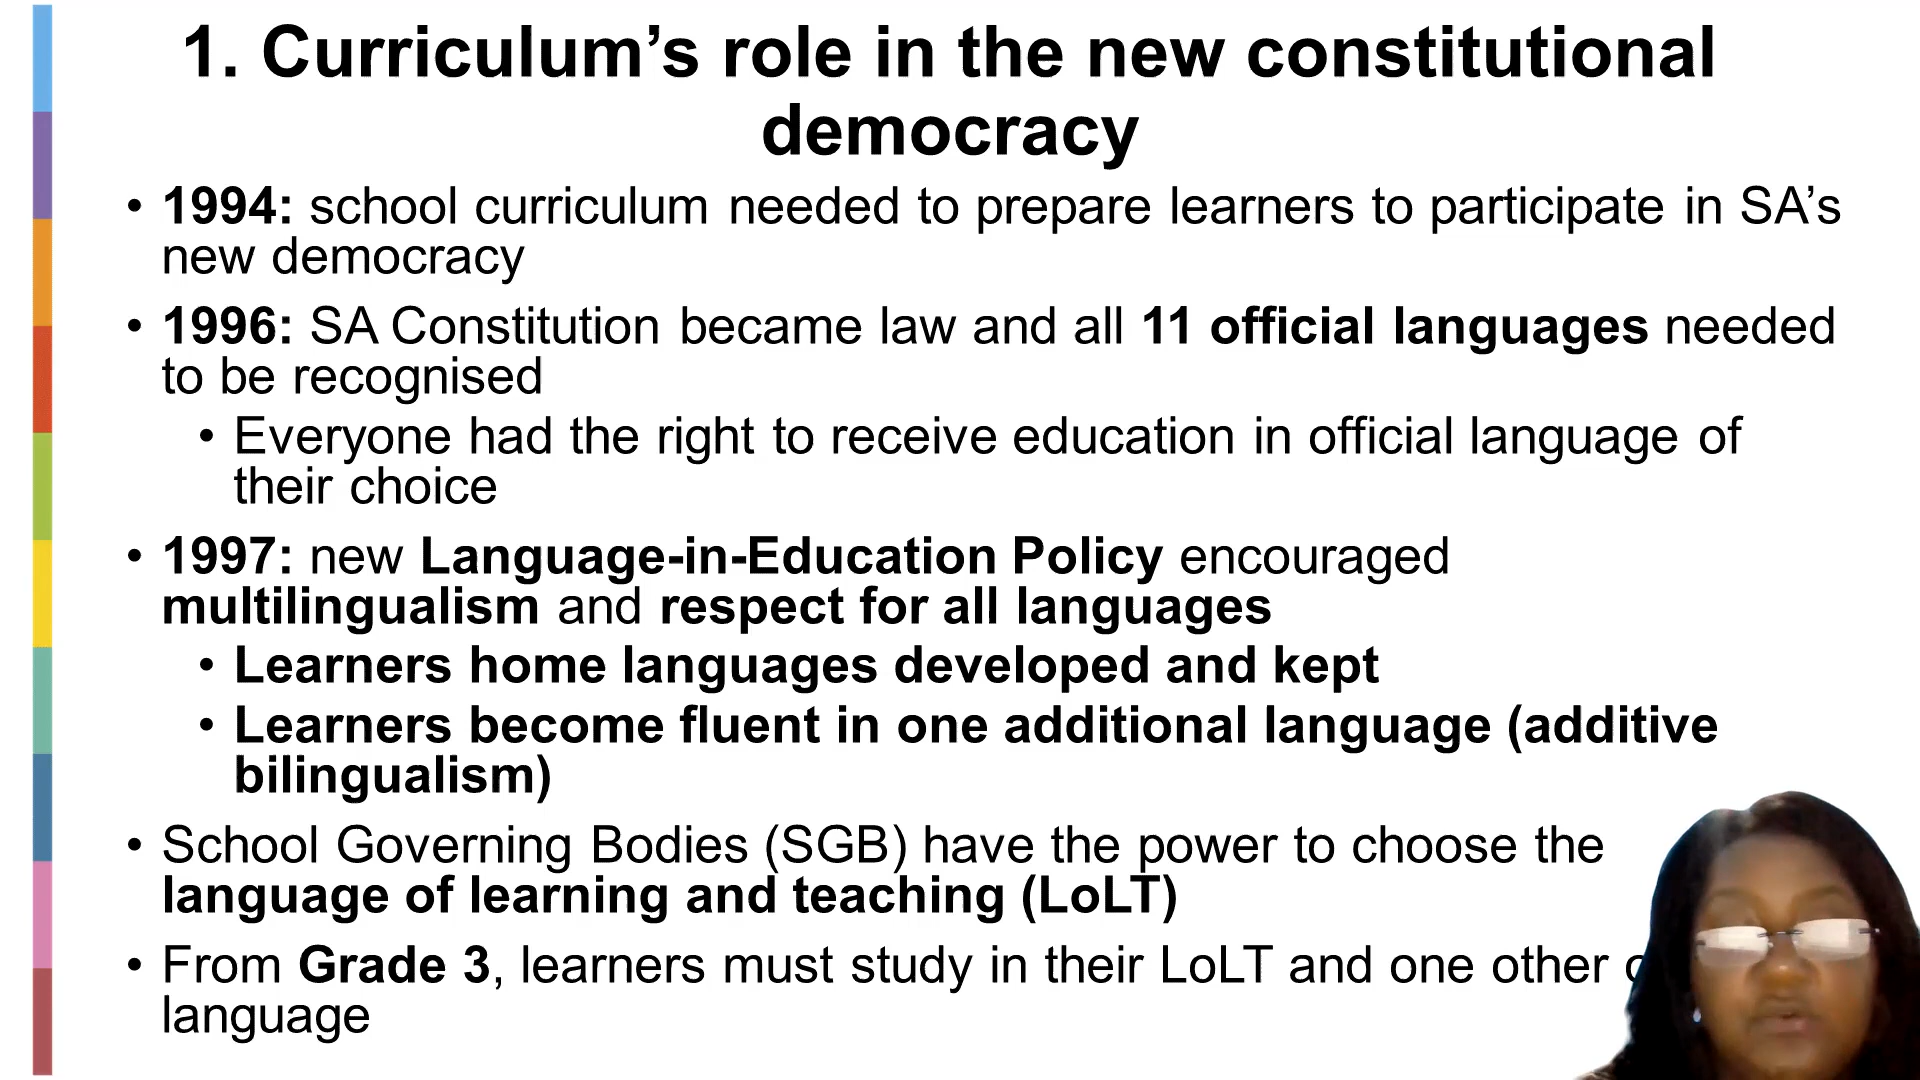 1. Curriculum’s role in the new constitutional
democracy
• 1994: school curriculum needed to prepare learners to participate in SA’s
new democracy
• 1996: SA Constitution became law and all 11 official languages needed
to be recognised
• Everyone had the right to receive education in official language of
their choice
• 1997: new Language-in-Education Policy encouraged
multilingualism and respect for all languages
• Learners home languages developed and kept
• Learners become fluent in one additional language (additive
bilingualism)
• School Governing Bodies (SGB) have the power to choose the
language of learning and teaching (LoLT)
• From Grade 3, learners must study in their LoLT and one other
language